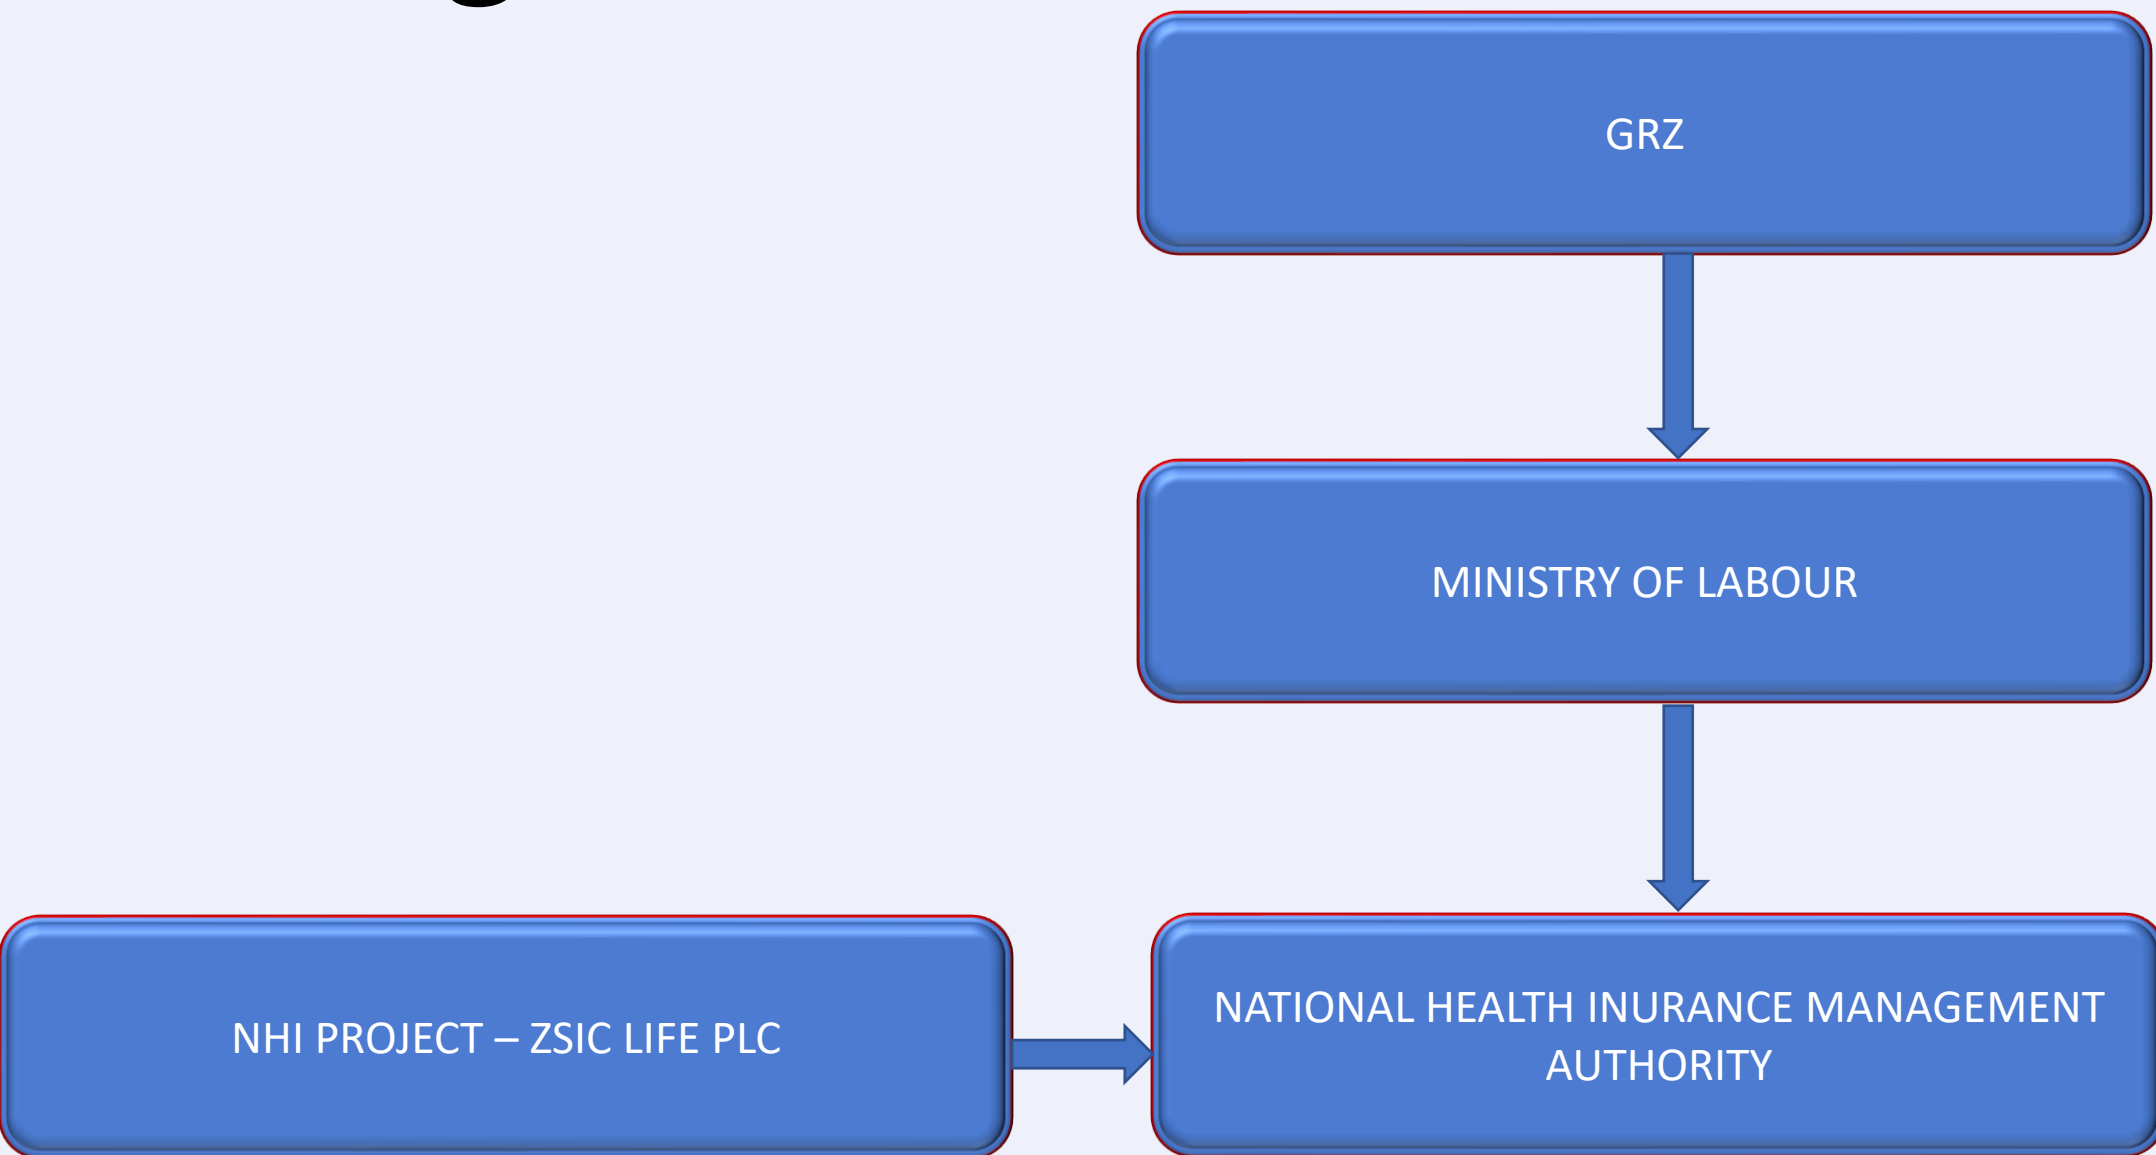 GRZ
MINISTRY OF LABOUR
NHI PROJECT – ZSIC LIFE PLC
NATIONAL HEALTH INURANCE MANAGEMENT
AUTHORITY